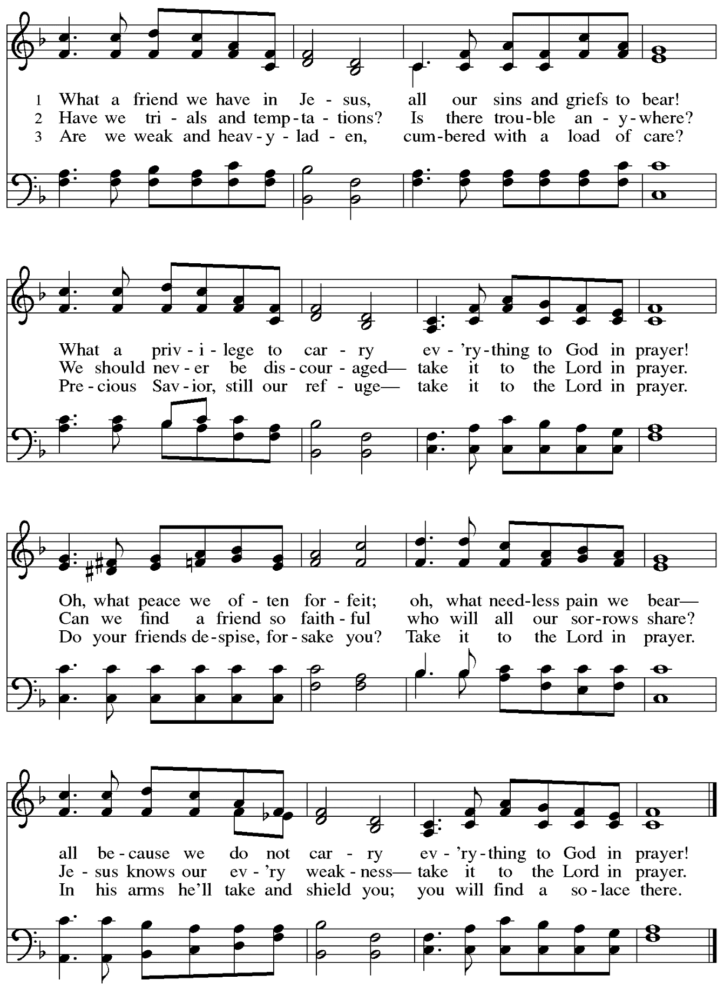 1 What a friend we have in Je - sus, all our sins and griefs to bear!
2 Have we tri - als and temp - ta - tions? Is there trou - ble an - y - where?
3 Are we weak and heav - y - lad - en, cum - bered with a load of care?
What a priv - i - lege to car - ry ev - 'ry - thing to God in prayer!
We should nev - er be dis - cour - aged— take it to the Lord in prayer.
Pre - cious Sav - ior, still our ref - uge— take it to the Lord in prayer.
Oh, what peace we of - ten for - feit; oh, what need - less pain we bear—
Can we find a friend so faith - ful who will all our sor - rows share?
Do your friends de - spise, for - sake you? Take it to the Lord in prayer.
all be - cause we do not car - ry ev - 'ry - thing to God in prayer!
Je - sus knows our ev - 'ry weak - ness— take it to the Lord in prayer.
In his arms he'll take and shield you; you will find a so - lace there.